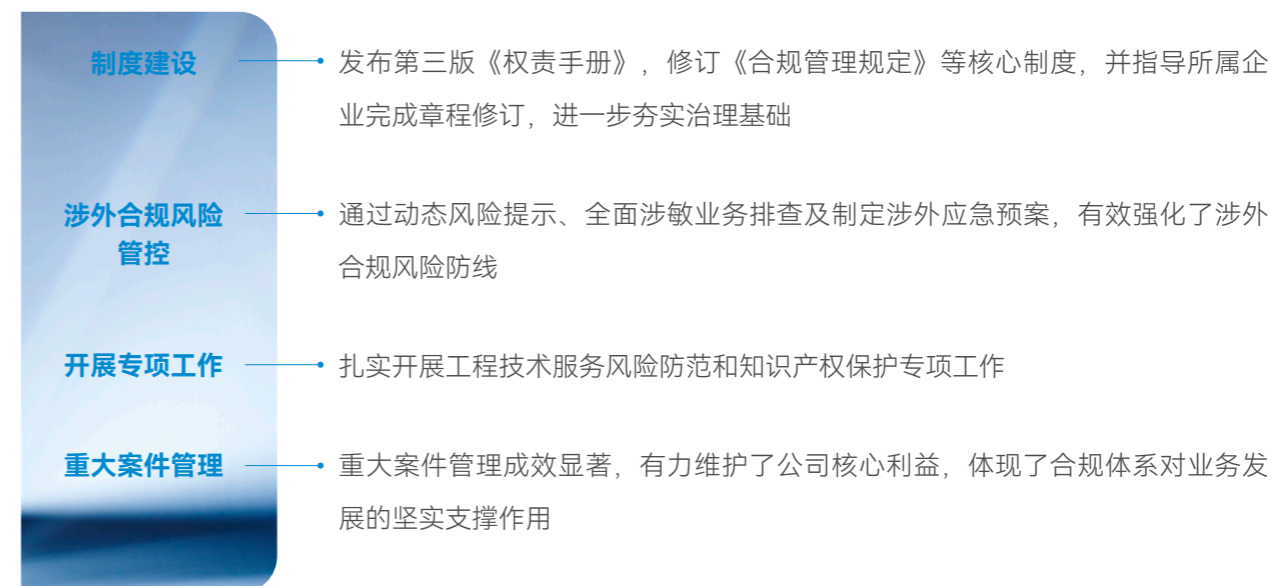 制度建设
发布第三版《权责手册》，修订《合规管理规定》等核心制度，并指导所属企
业完成章程修订，进一步夯实治理基础
涉外合规风险
管控
通过动态风险提示、全面涉敏业务排查及制定涉外应急预案，有效强化了涉外
合规风险防线
开展专项工作
扎实开展工程技术服务风险防范和知识产权保护专项工作
重大案件管理
重大案件管理成效显著，有力维护了公司核心利益，体现了合规体系对业务发
展的坚实支撑作用